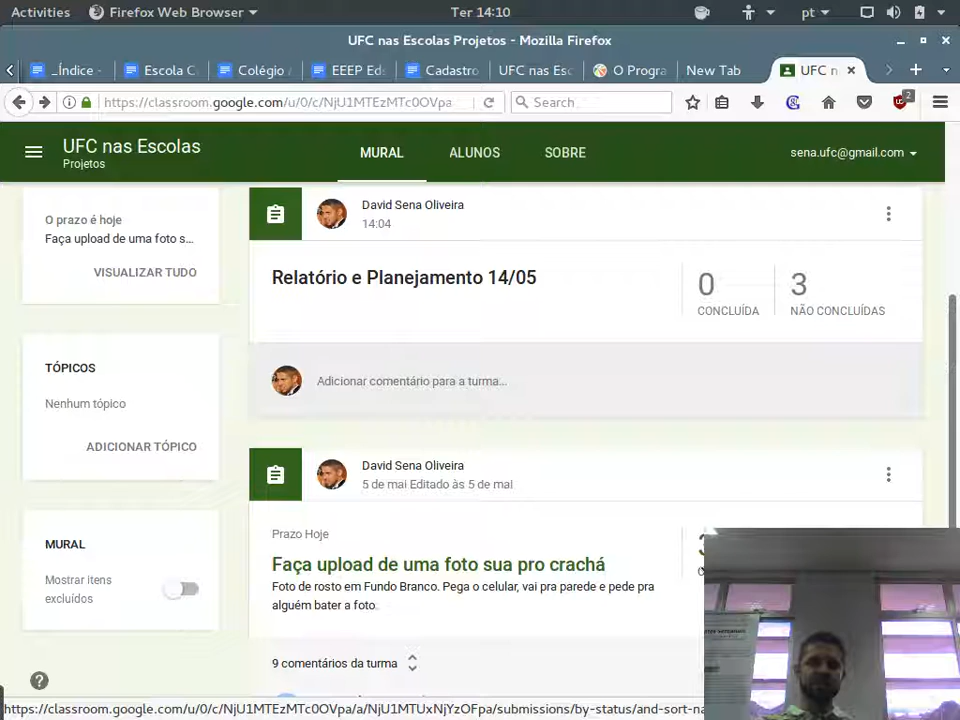 Activities Firefox Web Browser Ter 14:10 pt
UFC nas Escolas Projetos - Mozilla Firefox
_Índice - Escola C Colégio EEEP Ed Cadastro UFC nas Esc O Progra New Tab UFC n
https://classroom.google.com/u/0/c/NjU1MTEzMTc0OVpa Search... 2
UFC nas Escolas
Projetos
MURAL ALUNOS SOBRE
sena.ufc@gmail.com
O prazo é hoje
Faça upload de uma foto s...
VISUALIZAR TUDO
TÓPICOS
Nenhum tópico
ADICIONAR TÓPICO
MURAL
Mostrar itens
excluídos
David Sena Oliveira
14:04
Relatório e Planejamento 14/05
0
CONCLUÍDA
3
NÃO CONCLUÍDAS
Adicionar comentário para a turma...
David Sena Oliveira
5 de mai Editado às 5 de mai
Prazo Hoje
Faça upload de uma foto sua pro crachá
Foto de rosto em Fundo Branco. Pega o celular, vai pra parede e pede pra
alguém bater a foto.
9 comentários da turma
https://classroom.google.com/u/0/c/NjU1MTEzMTc0OVpa/a/NjU1MTUxNjYzOFpa/submissions/by-status/and-sort-na